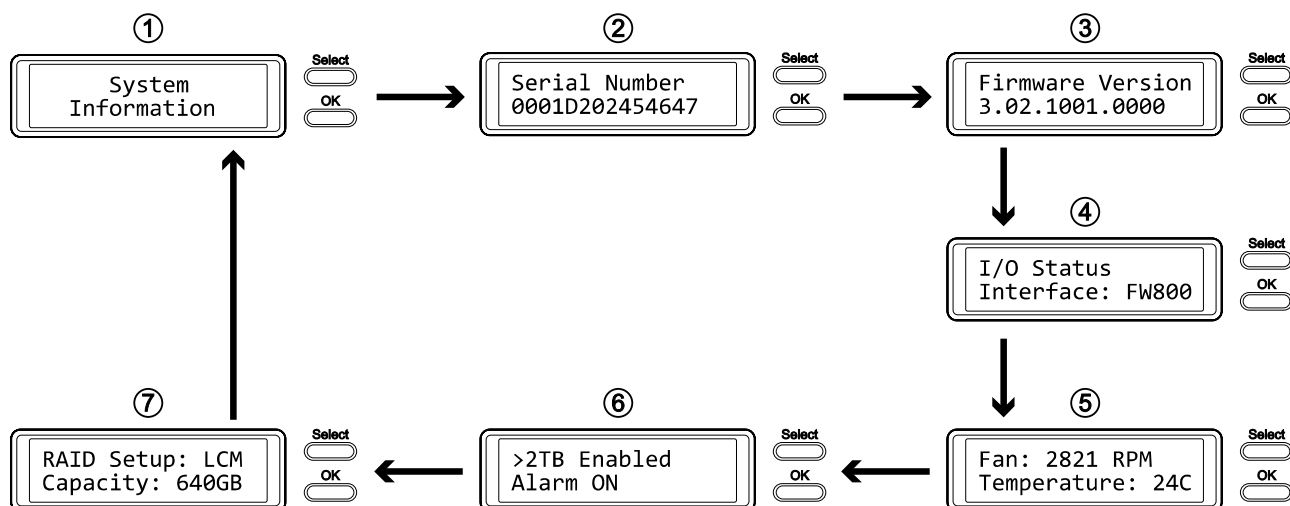 ①
System
Information
Select
OK
②
Serial Number
0001D202454647
Select
OK
③
Firmware Version
3.02.1001.0000
Select
OK
④
I/O Status
Interface: FW800
Select
OK
⑤
Fan: 2821 RPM
Temperature: 24C
Select
OK
⑥
>2TB Enabled
Alarm ON
Select
OK
⑦
RAID Setup: LCM
Capacity: 640GB
Select
OK